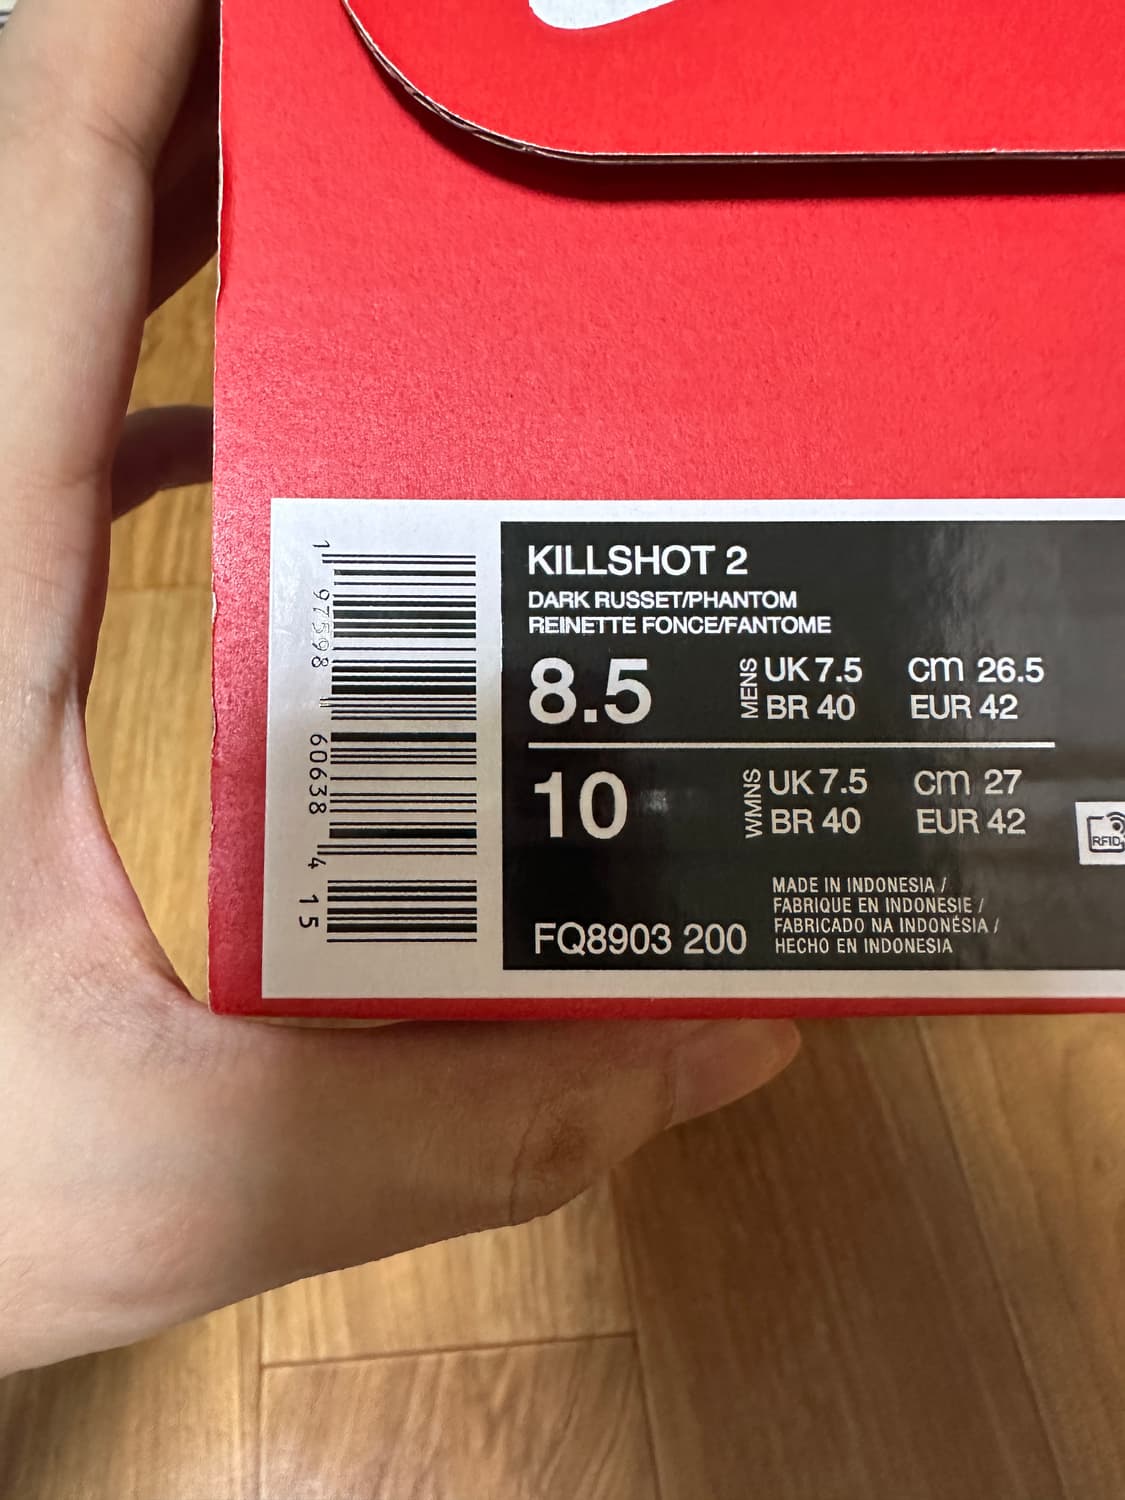 KILLSHOT 2
DARK RUSSET/PHANTOM
REINETTE FONCE/FANTOME
8.5 MENS UK 7.5 cm 26.5
BR 40 EUR 42
10 WMNS UK 7.5 cm 27
BR 40 EUR 42
RFID
FQ8903 200
MADE IN INDONESIA /
FABRIQUE EN INDONESIE /
FABRICADO NA INDONÉSIA /
HECHO EN INDONESIA
1 97598 60638 4 15